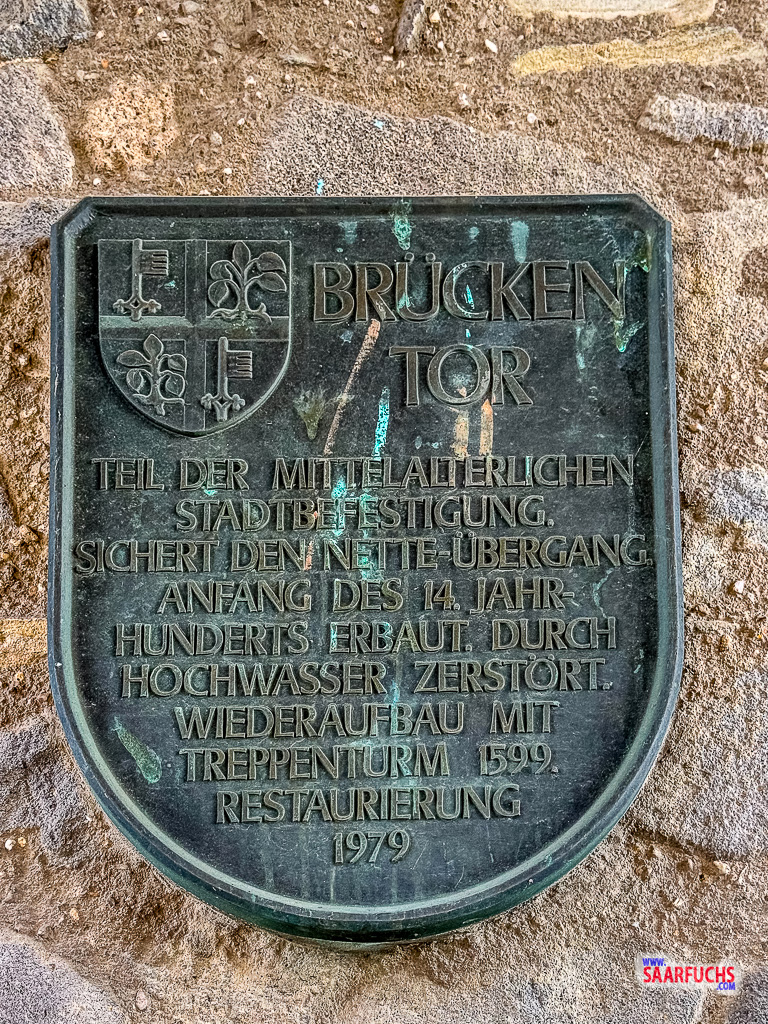 BRÜCKEN
TOR
TEIL DER MITTELALTERLICHEN
STADTBEFESTIGUNG.
SICHERT DEN NETTE-ÜBERGANG.
ANFANG DES 14. JAHR-
HUNDERTS ERBAUT. DURCH
HOCHWASSER ZERSTÖRT.
WIEDERAUFBAU MIT
TREPPENTURM 1599.
RESTAURIERUNG
1979
WWW.
SAARFUCHS
.COM